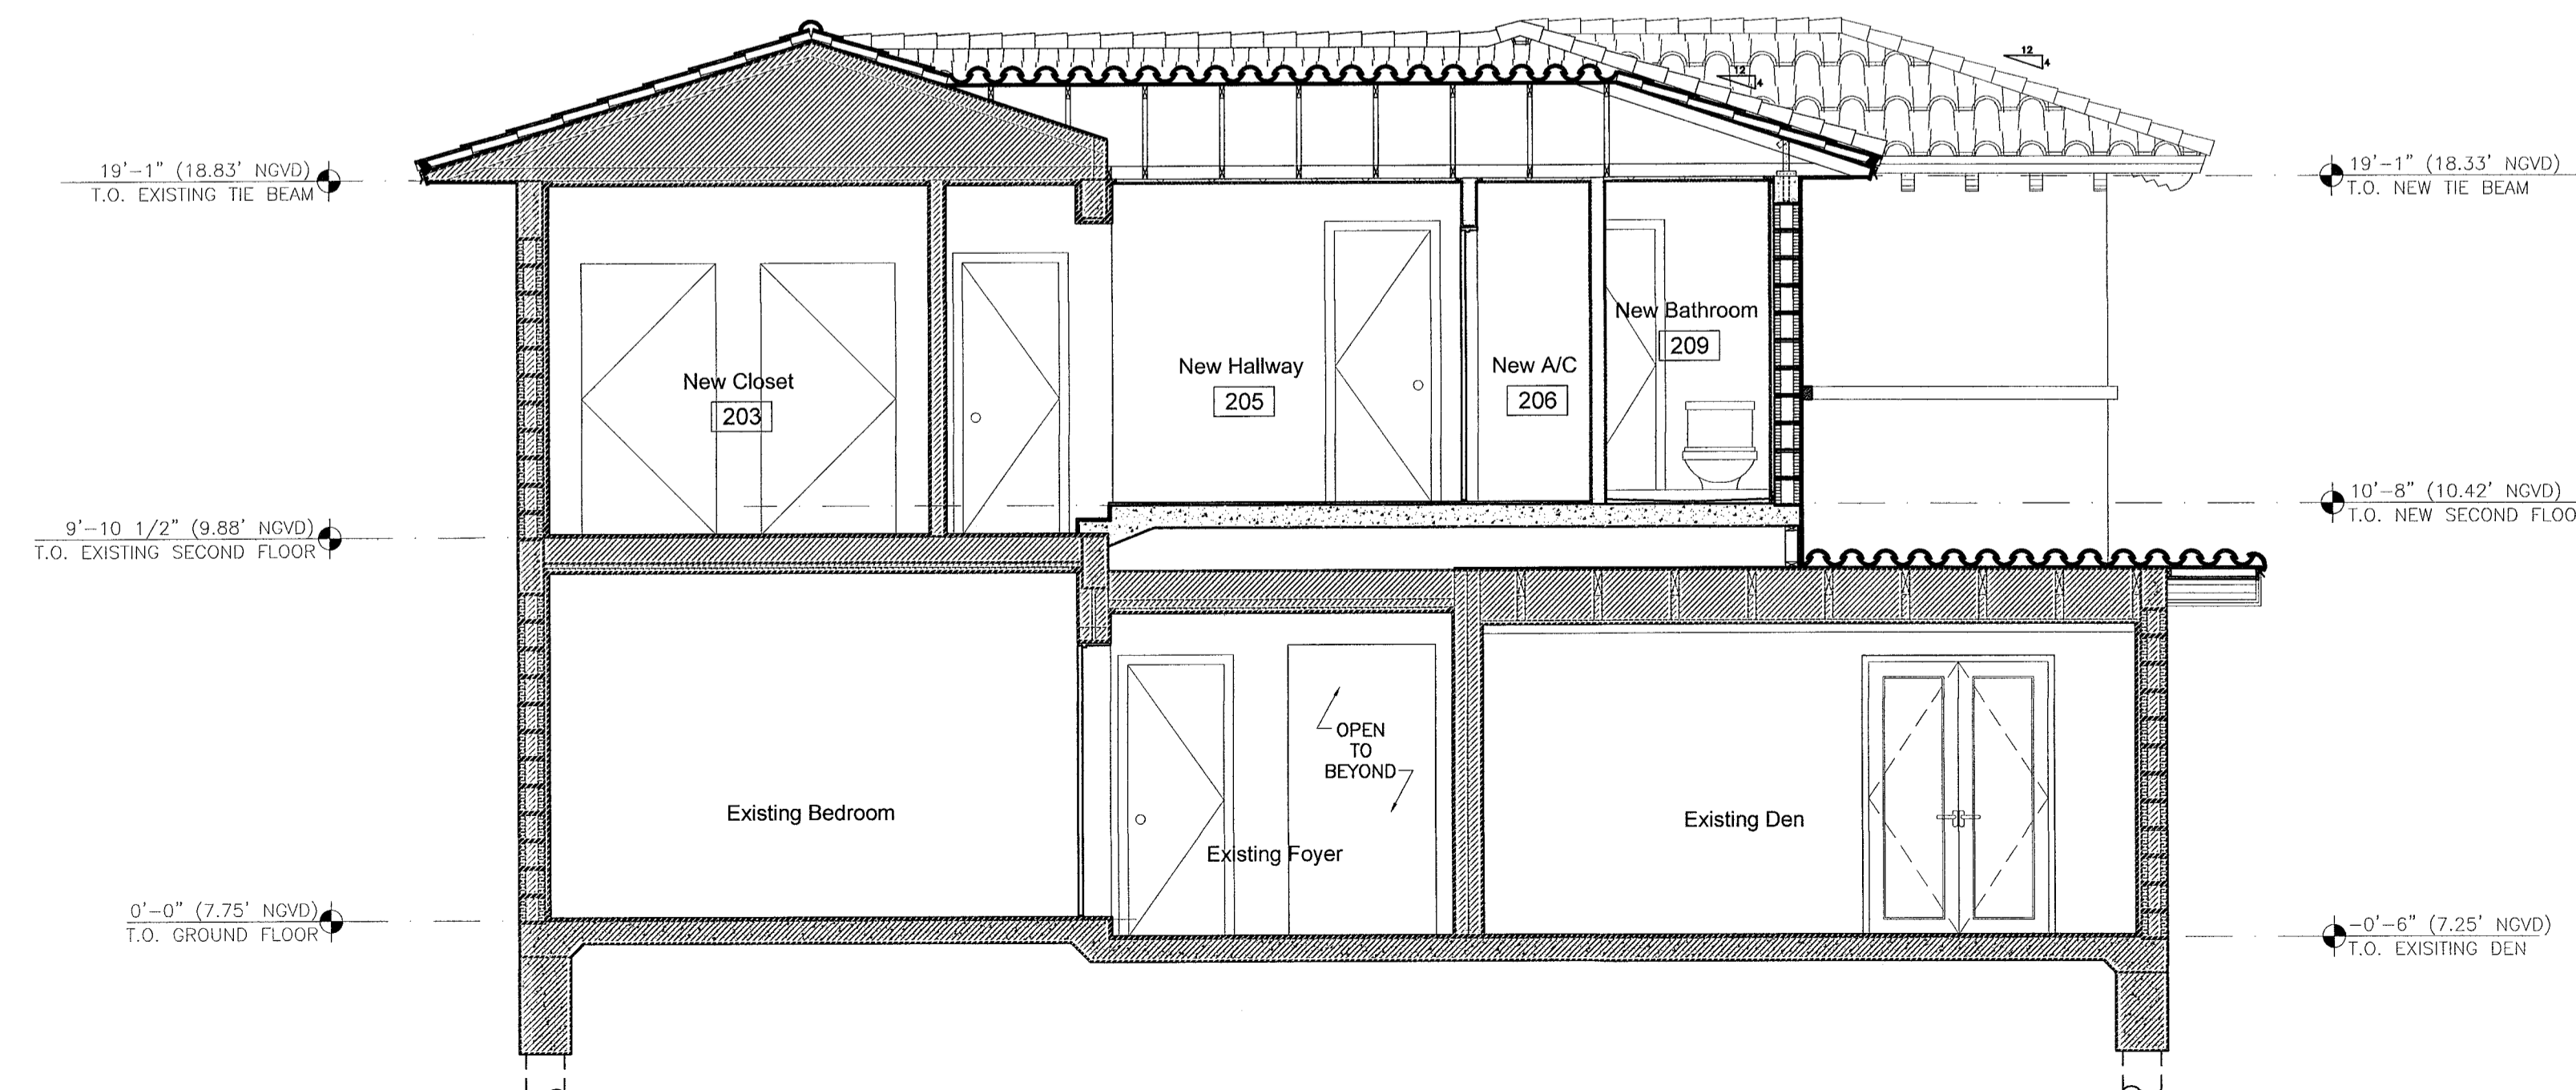 12
4
12
4
19'-1" (18.83' NGVD)
T.O. EXISTING TIE BEAM
19'-1" (18.33' NGVD)
T.O. NEW TIE BEAM
New Closet
203
New Hallway
205
New A/C
206
New Bathroom
209
9'-10 1/2" (9.88' NGVD)
T.O. EXISTING SECOND FLOOR
10'-8" (10.42' NGVD)
T.O. NEW SECOND FLOO
OPEN
TO
BEYOND
Existing Bedroom
Existing Foyer
Existing Den
0'-0" (7.75' NGVD)
T.O. GROUND FLOOR
-0'-6" (7.25' NGVD)
T.O. EXISITING DEN